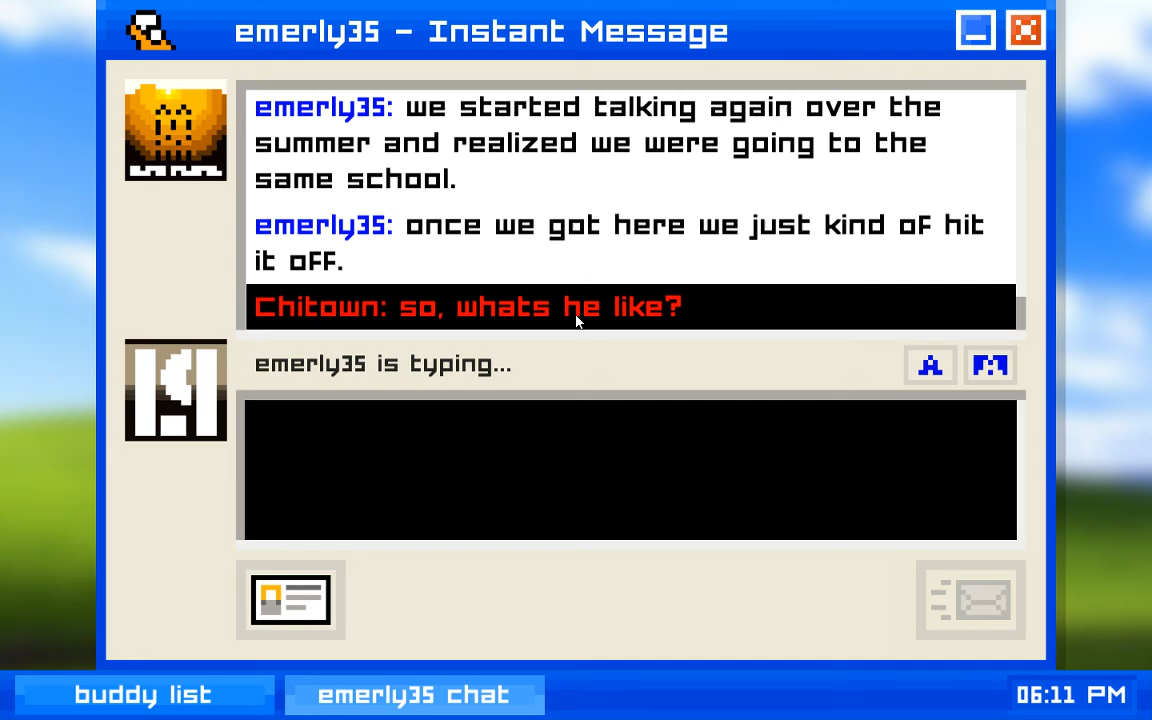 emerly35 - Instant Message
emerly35: we started talking again over the
summer and realized we were going to the
same school.
emerly35: once we got here we just kind of hit
it off.
Chitown: so, whats he like?
emerly35 is typing...
A
buddy list
emerly35 chat
06:11 PM